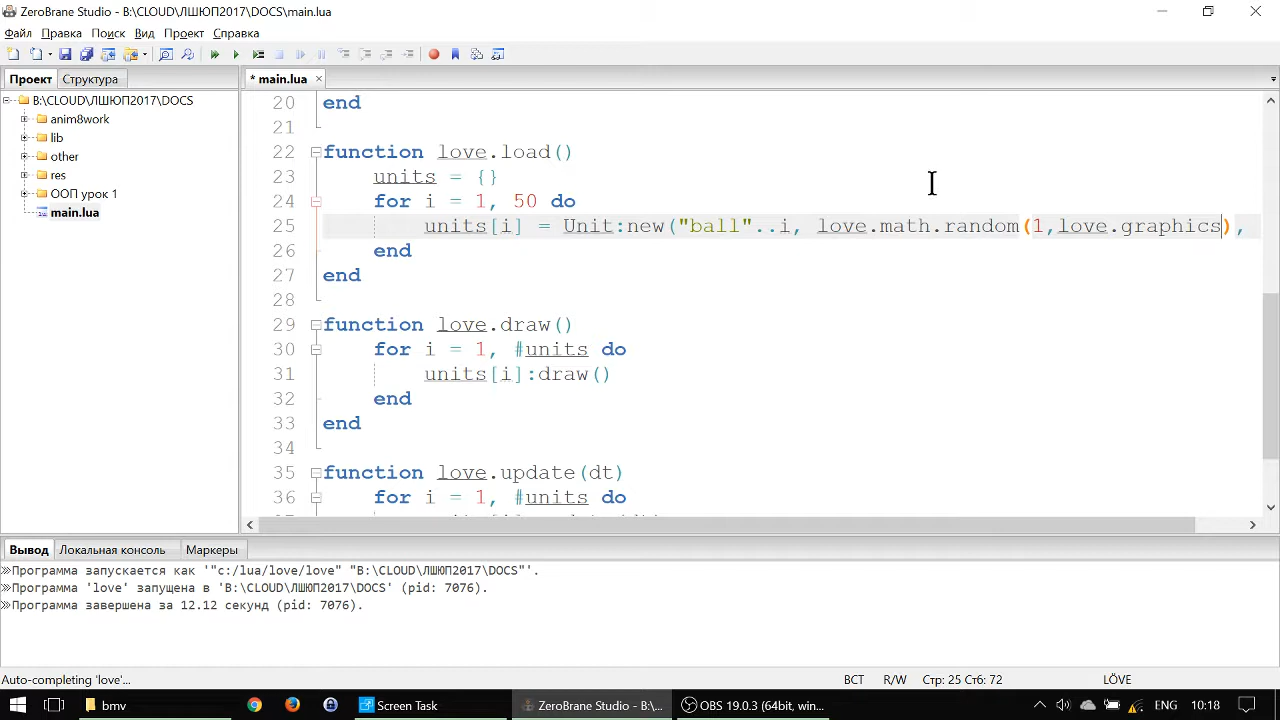 ZeroBrane Studio - B:\CLOUD\ЛШЮП2017\DOCS\main.lua
Файл Правка Поиск Вид Проект Справка
Проект Структура
* main.lua
B:\CLOUD\ЛШЮП2017\DOCS
anim8work
lib
other
res
ООП урок 1
main.lua
20 end
21
22 function love.load()
23 units = {}
24 for i = 1, 50 do
25 units[i] = Unit:new("ball"..i, love.math.random(1,love.graphics),
26 end
27 end
28
29 function love.draw()
30 for i = 1, #units do
31 units[i]:draw()
32 end
33 end
34
35 function love.update(dt)
36 for i = 1, #units do
Вывод Локальная консоль Маркеры
Программа запускается как '"c:/lua/love/love" "B:\CLOUD\ЛШЮП2017\DOCS"'.
Программа 'love' запущена в 'B:\CLOUD\ЛШЮП2017\DOCS' (pid: 7076).
Программа завершена за 12.12 секунд (pid: 7076).
Auto-completing 'love'... ВСТ R/W Стр: 25 Стб: 72 LÖVE
bmv Screen Task ZeroBrane Studio - B:\... OBS 19.0.3 (64bit, win... ENG 10:18